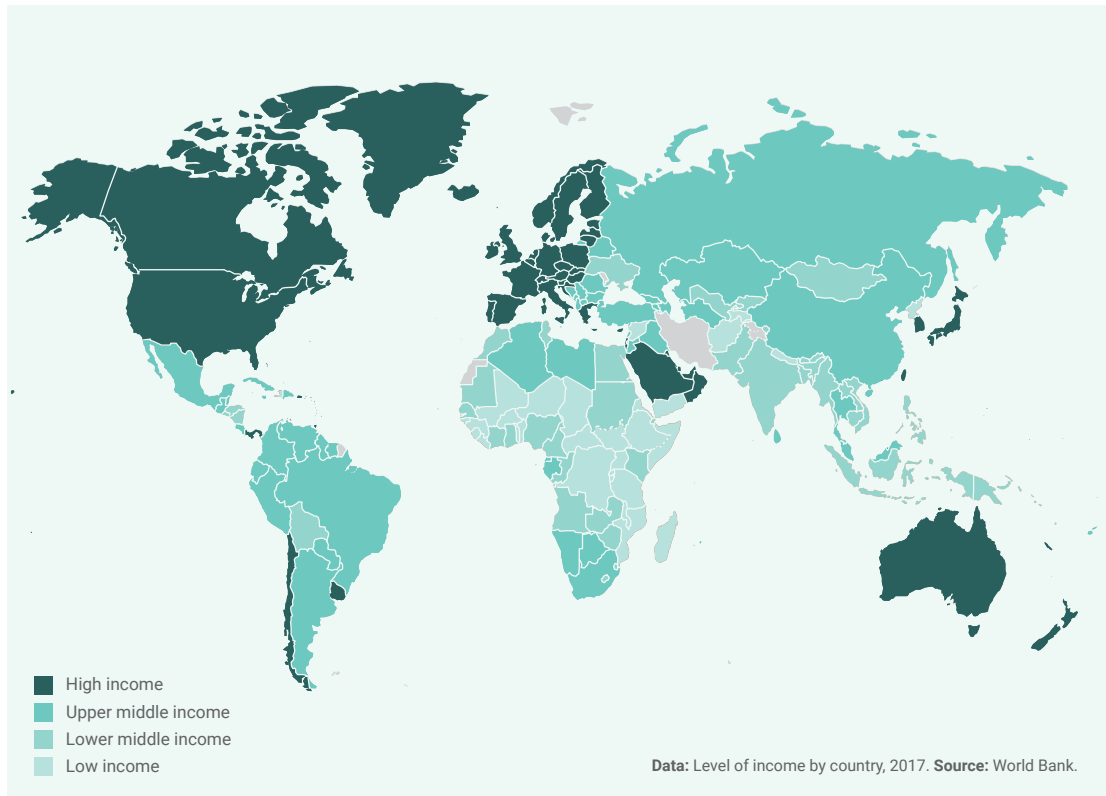 High income
Upper middle income
Lower middle income
Low income
Data: Level of income by country, 2017. Source: World Bank.